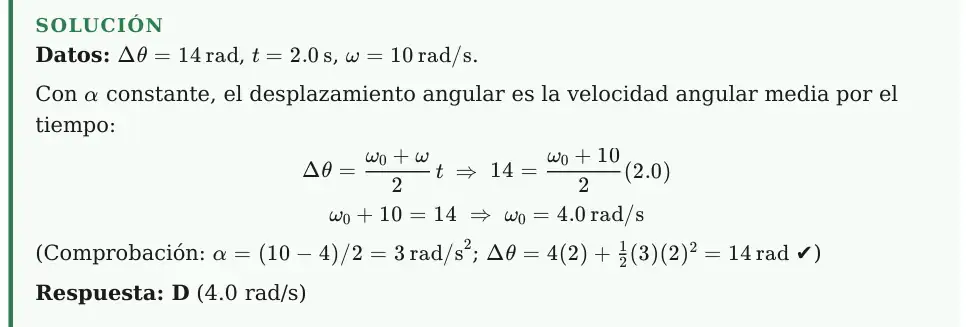 SOLUCIÓN
Datos: Δθ = 14 rad, t = 2.0 s, ω = 10 rad/s.
Con α constante, el desplazamiento angular es la velocidad angular media por el
tiempo:
Δθ = \frac{ω₀ + ω}{2} t ⇒ 14 = \frac{ω₀ + 10}{2}(2.0)
ω₀ + 10 = 14 ⇒ ω₀ = 4.0 rad/s
(Comprobación: α = (10 − 4)/2 = 3 rad/s²; Δθ = 4(2) + ½(3)(2)² = 14 rad ✔)
Respuesta: D (4.0 rad/s)